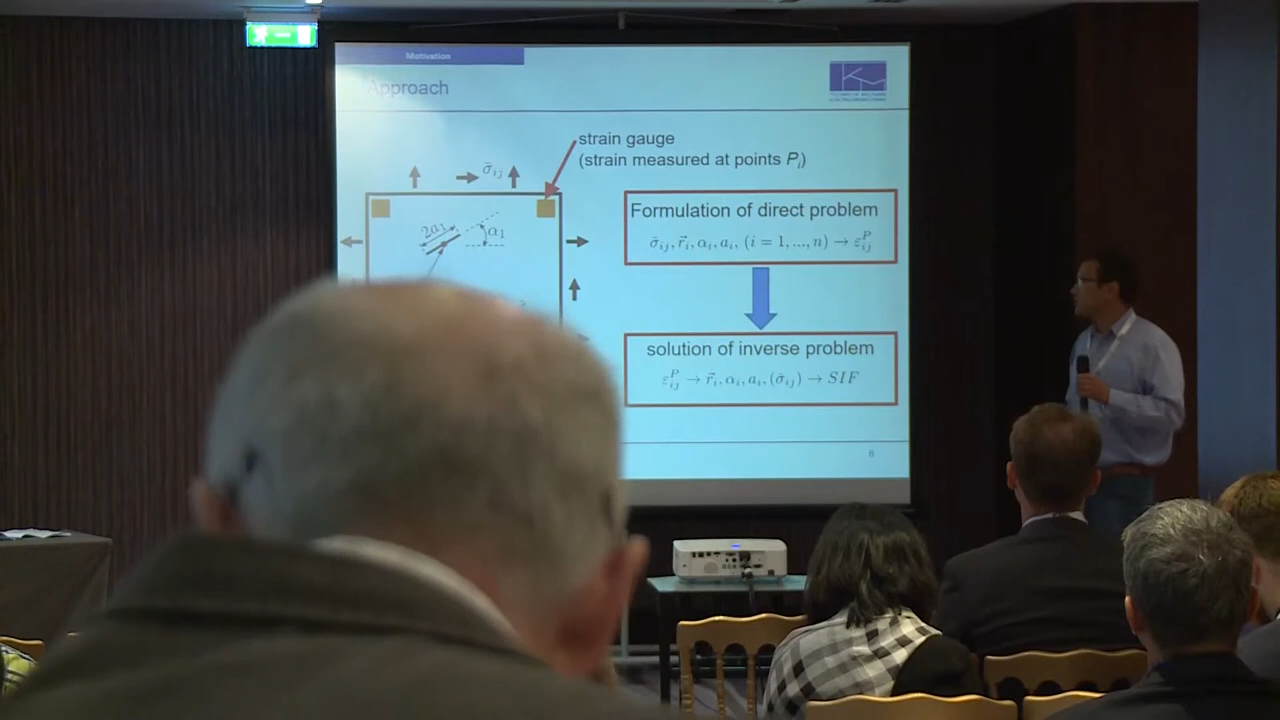 Motivation
Approach
strain gauge
(strain measured at points Pᵢ)
σ̄ᵢⱼ
2a₁
α₁
Formulation of direct problem
σ̄ᵢⱼ, r⃗ᵢ, αᵢ, aᵢ, (i = 1, ..., n) → εᵢⱼᴾ
solution of inverse problem
εᵢⱼᴾ → r⃗ᵢ, αᵢ, aᵢ, (σ̄ᵢⱼ) → SIF
6